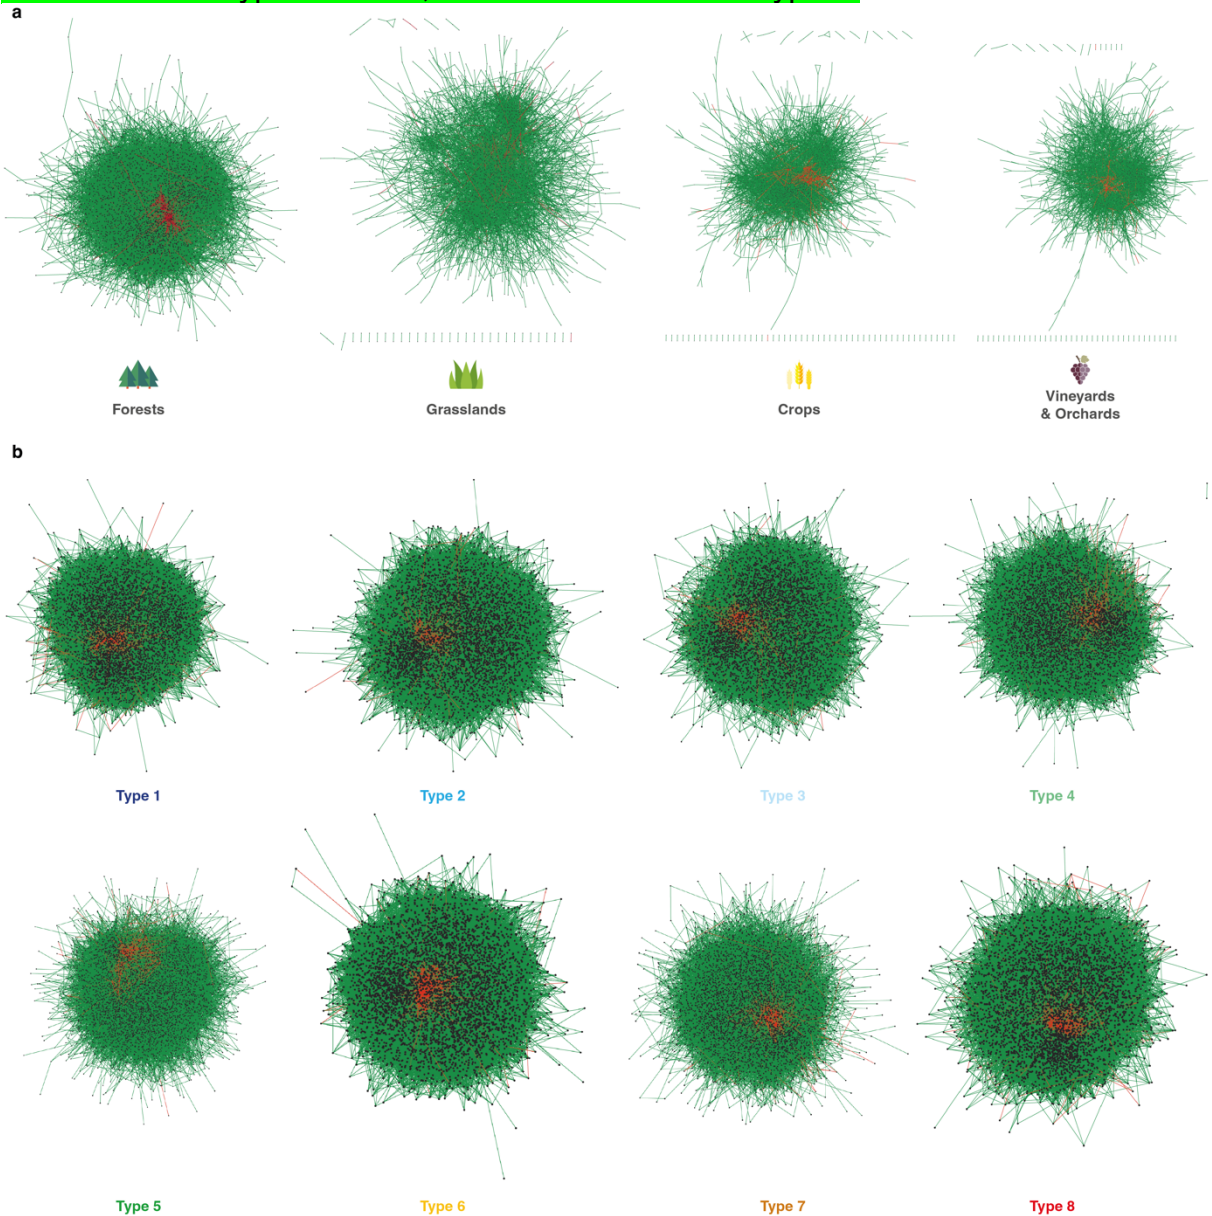 a
Forests
Grasslands
Crops
Vineyards
& Orchards
b
Type 1
Type 2
Type 3
Type 4
Type 5
Type 6
Type 7
Type 8